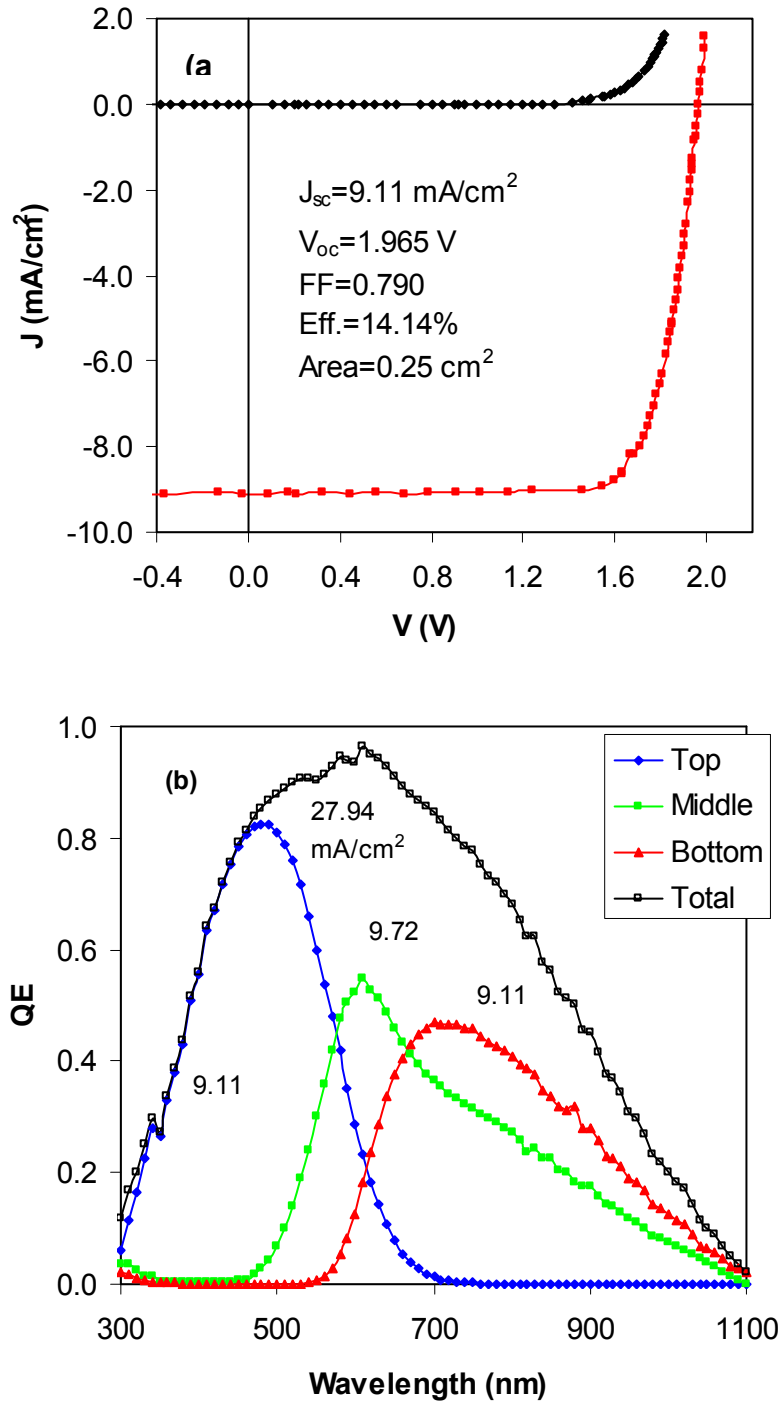 2.0
(a
0.0
-2.0
-4.0
-6.0
-8.0
-10.0
J (mA/cm²)
Jsc=9.11 mA/cm²
Voc=1.965 V
FF=0.790
Eff.=14.14%
Area=0.25 cm²
-0.4 0.0 0.4 0.8 1.2 1.6 2.0
V (V)
1.0
0.8
0.6
0.4
0.2
0.0
QE
(b)
27.94
mA/cm²
9.72
9.11
9.11
Top
Middle
Bottom
Total
300 500 700 900 1100
Wavelength (nm)